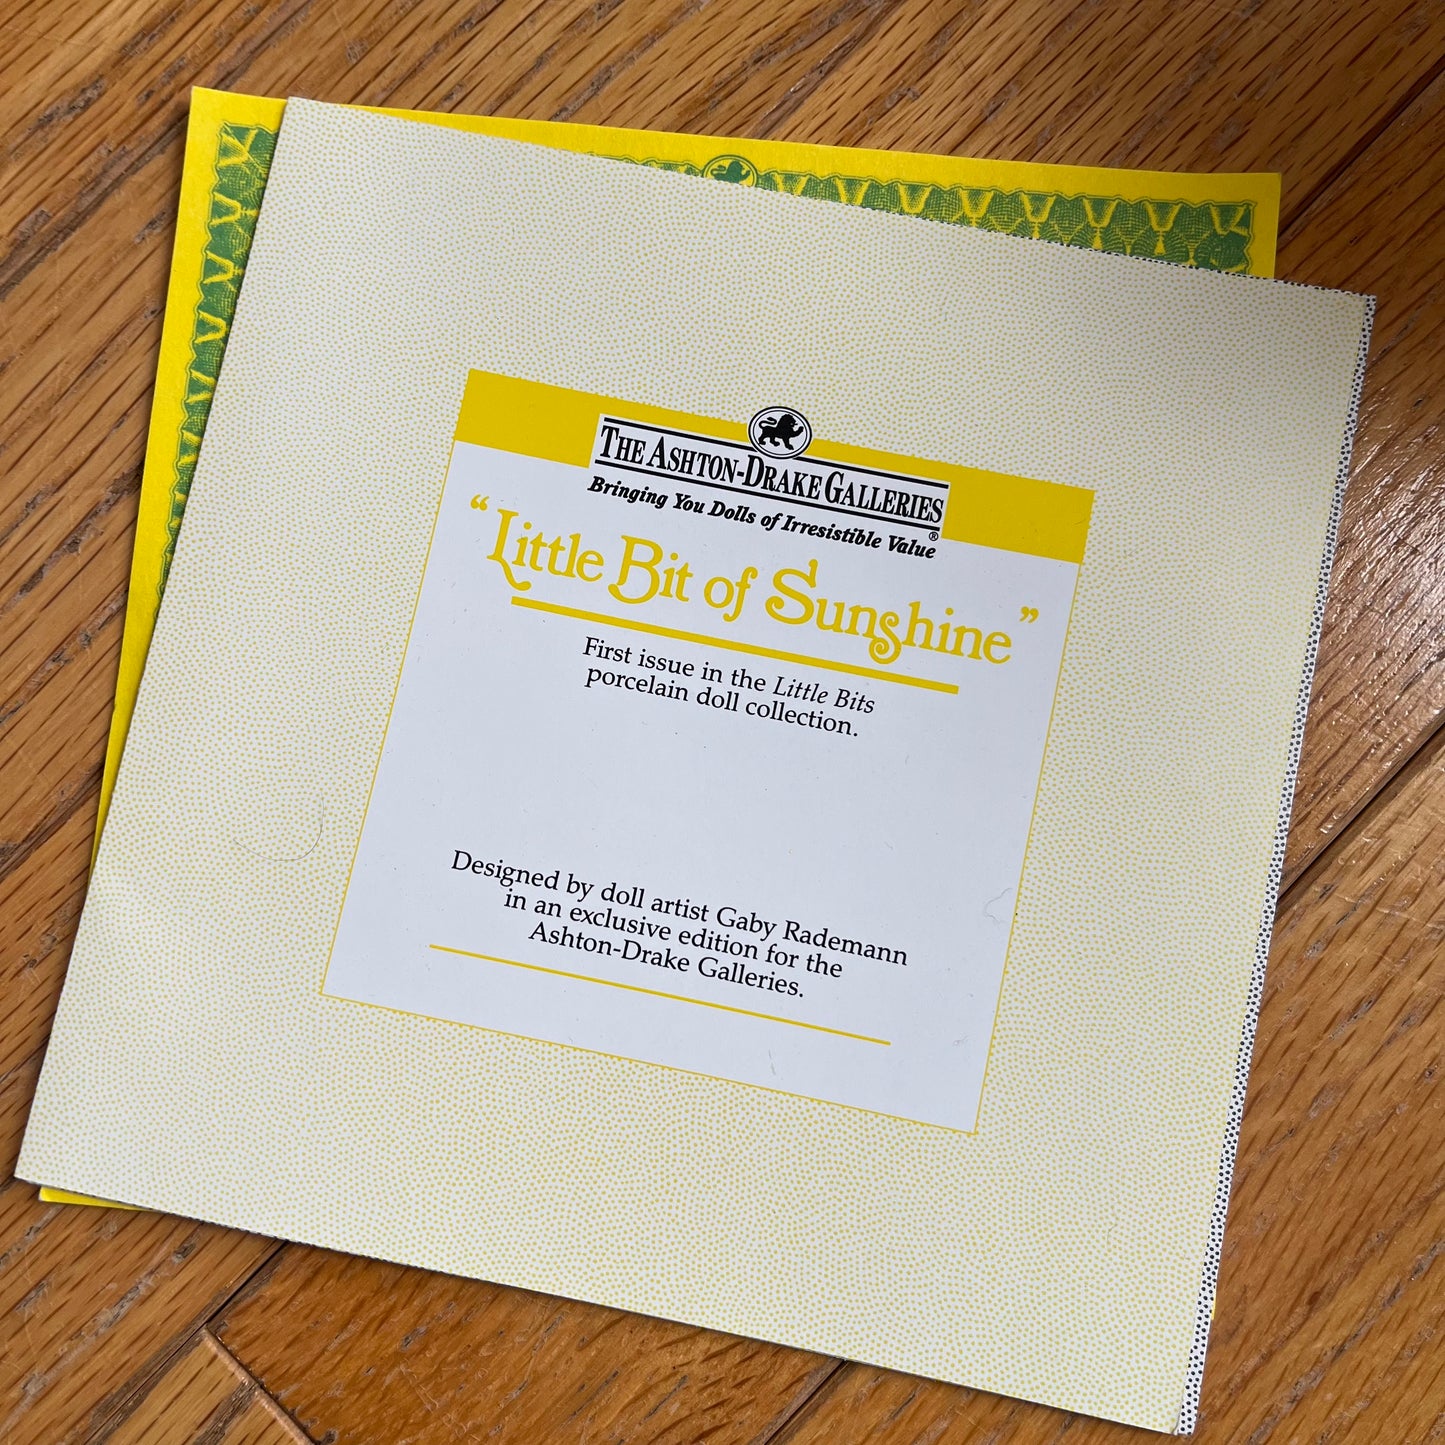 THE ASHTON-DRAKE GALLERIES
Bringing You Dolls of Irresistible Value®
"Little Bit of Sunshine"
First issue in the Little Bits
porcelain doll collection.
Designed by doll artist Gaby Rademann
in an exclusive edition for the
Ashton-Drake Galleries.